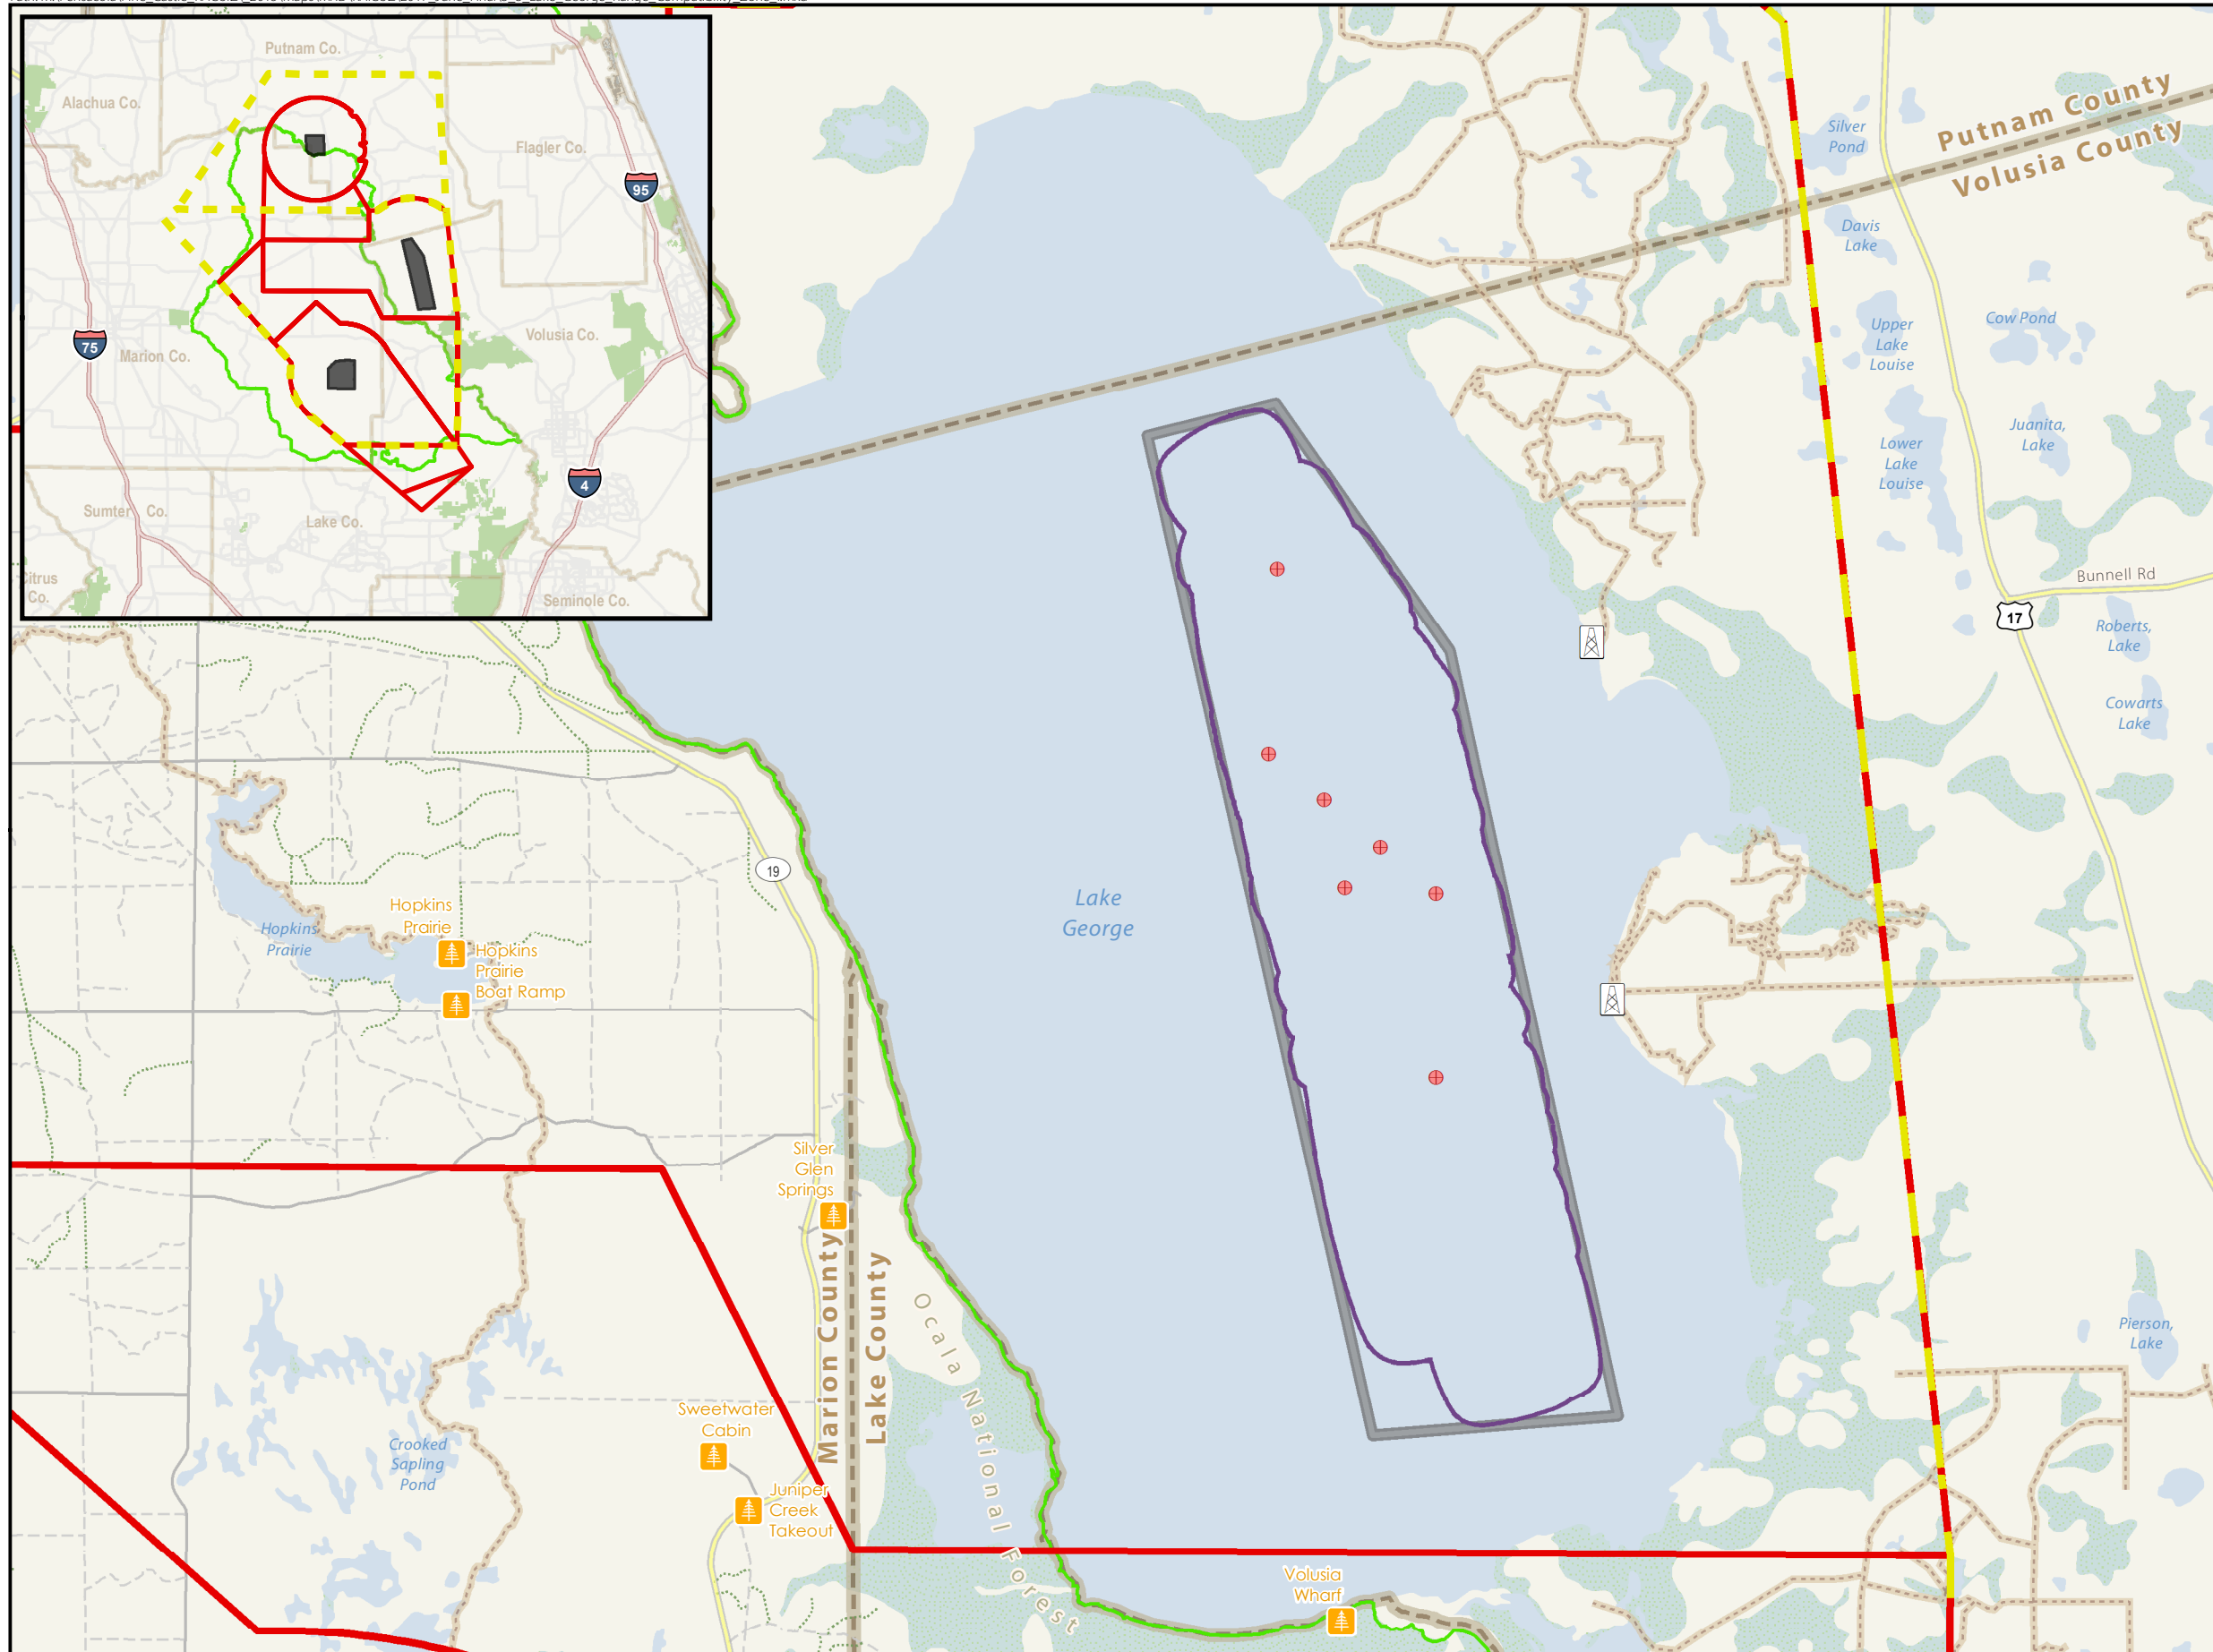 Putnam Co.
Alachua Co.
Flagler Co.
95
75
Marion Co.
Volusia Co.
4
Sumter Co.
Lake Co.
Citrus
Co.
Seminole Co.
Putnam County
Volusia County
Silver
Pond
Davis
Lake
Upper
Lake
Louise
Cow Pond
Lower
Lake
Louise
Juanita,
Lake
Bunnell Rd
17
Roberts,
Lake
Cowarts
Lake
19
Lake
George
Hopkins
Prairie
Hopkins
Prairie
Hopkins
Prairie
Boat Ramp
Silver
Glen
Springs
Marion County
Lake County
Ocala National Forest
Pierson,
Lake
Sweetwater
Cabin
Crooked
Sapling
Pond
Juniper
Creek
Takeout
Volusia
Wharf